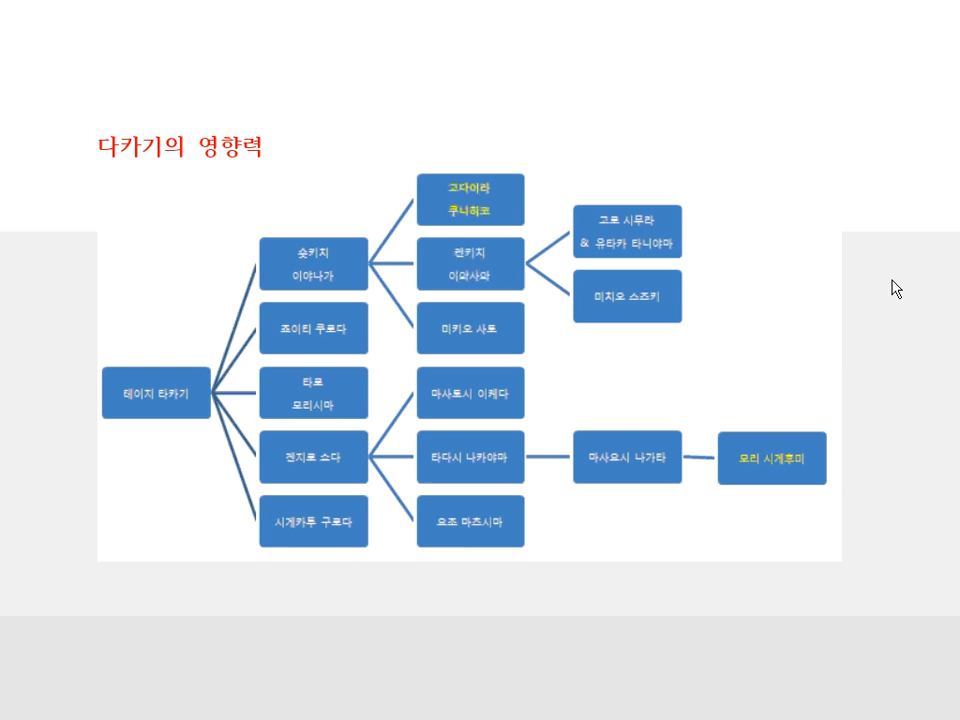 다카기의 영향력
고다이라
쿠니히코
고로 시무라
& 유타카 타니야마
숏키치
이야나가
켄키치
이와사와
미치오 스즈키
죠이티 쿠로다
미키오 사토
테이지 타카기
타로
모리시마
마사토시 이케다
겐지로 쇼다
타다시 나카야마
마사요시 나가타
모리 시게후미
시게카투 구로다
요조 마츠시마